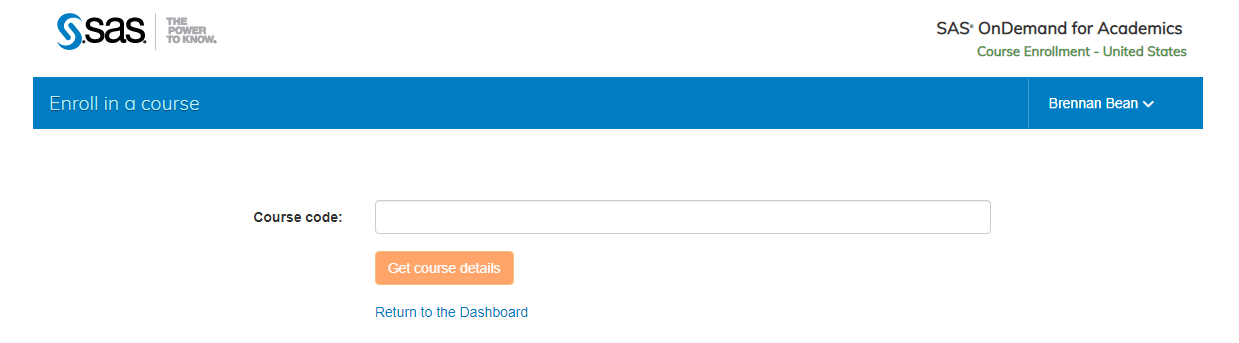 sas
THE
POWER
TO KNOW.
SAS® OnDemand for Academics
Course Enrollment - United States
Enroll in a course
Brennan Bean
Course code:
Get course details
Return to the Dashboard